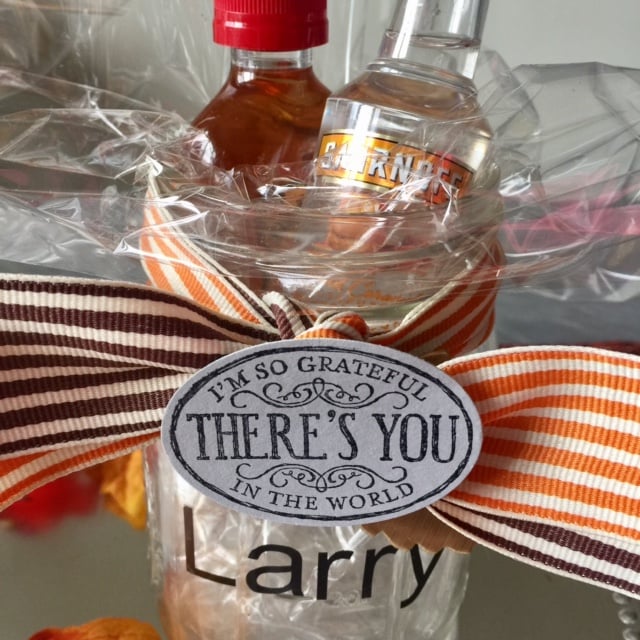 SMIRNOFF
I'M SO GRATEFUL
THERE'S YOU
IN THE WORLD
Larry